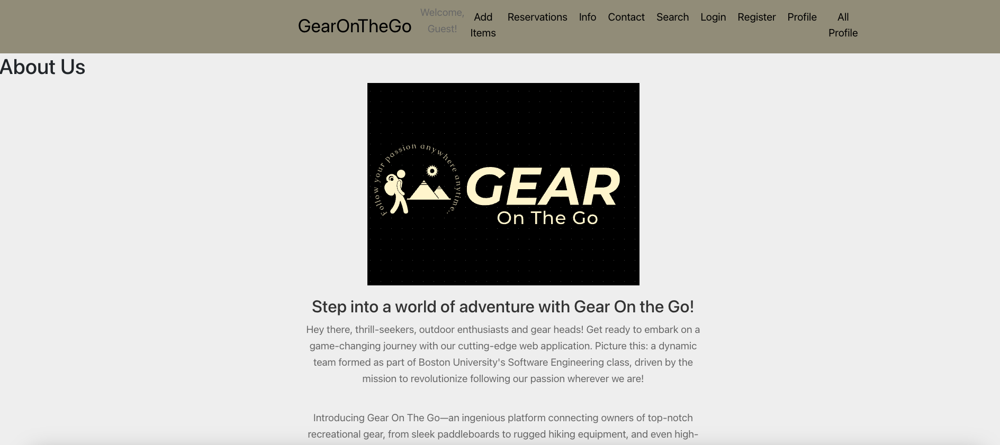 GearOnTheGo
Welcome,
Guest!
Add
Items
Reservations
Info
Contact
Search
Login
Register
Profile
All
Profile
About Us
Follow your passion anywhere anytime..
GEAR
On The Go
Step into a world of adventure with Gear On the Go!
Hey there, thrill-seekers, outdoor enthusiasts and gear heads! Get ready to embark on a
game-changing journey with our cutting-edge web application. Picture this: a dynamic
team formed as part of Boston University's Software Engineering class, driven by the
mission to revolutionize following our passion wherever we are!
Introducing Gear On The Go—an ingenious platform connecting owners of top-notch
recreational gear, from sleek paddleboards to rugged hiking equipment, and even high-